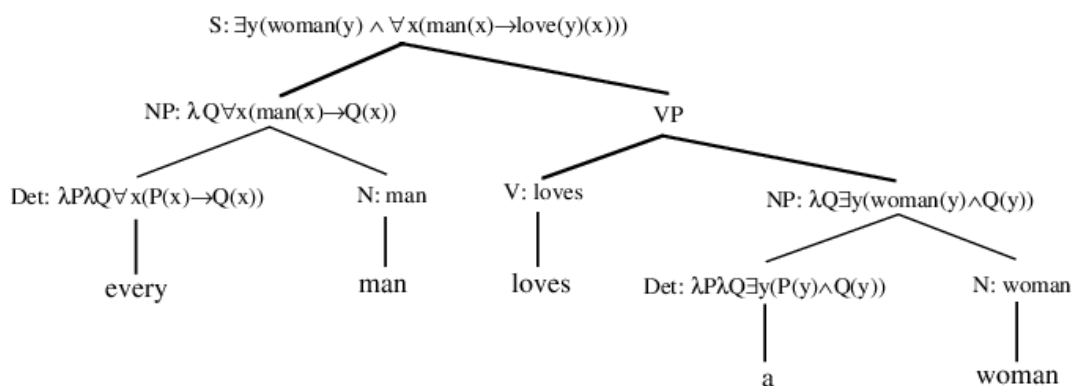 S: ∃y(woman(y) ∧ ∀x(man(x)→love(y)(x)))
NP: λQ∀x(man(x)→Q(x))
VP
Det: λPλQ∀x(P(x)→Q(x))
N: man
V: loves
NP: λQ∃y(woman(y)∧Q(y))
every
man
loves
Det: λPλQ∃y(P(y)∧Q(y))
N: woman
a
woman